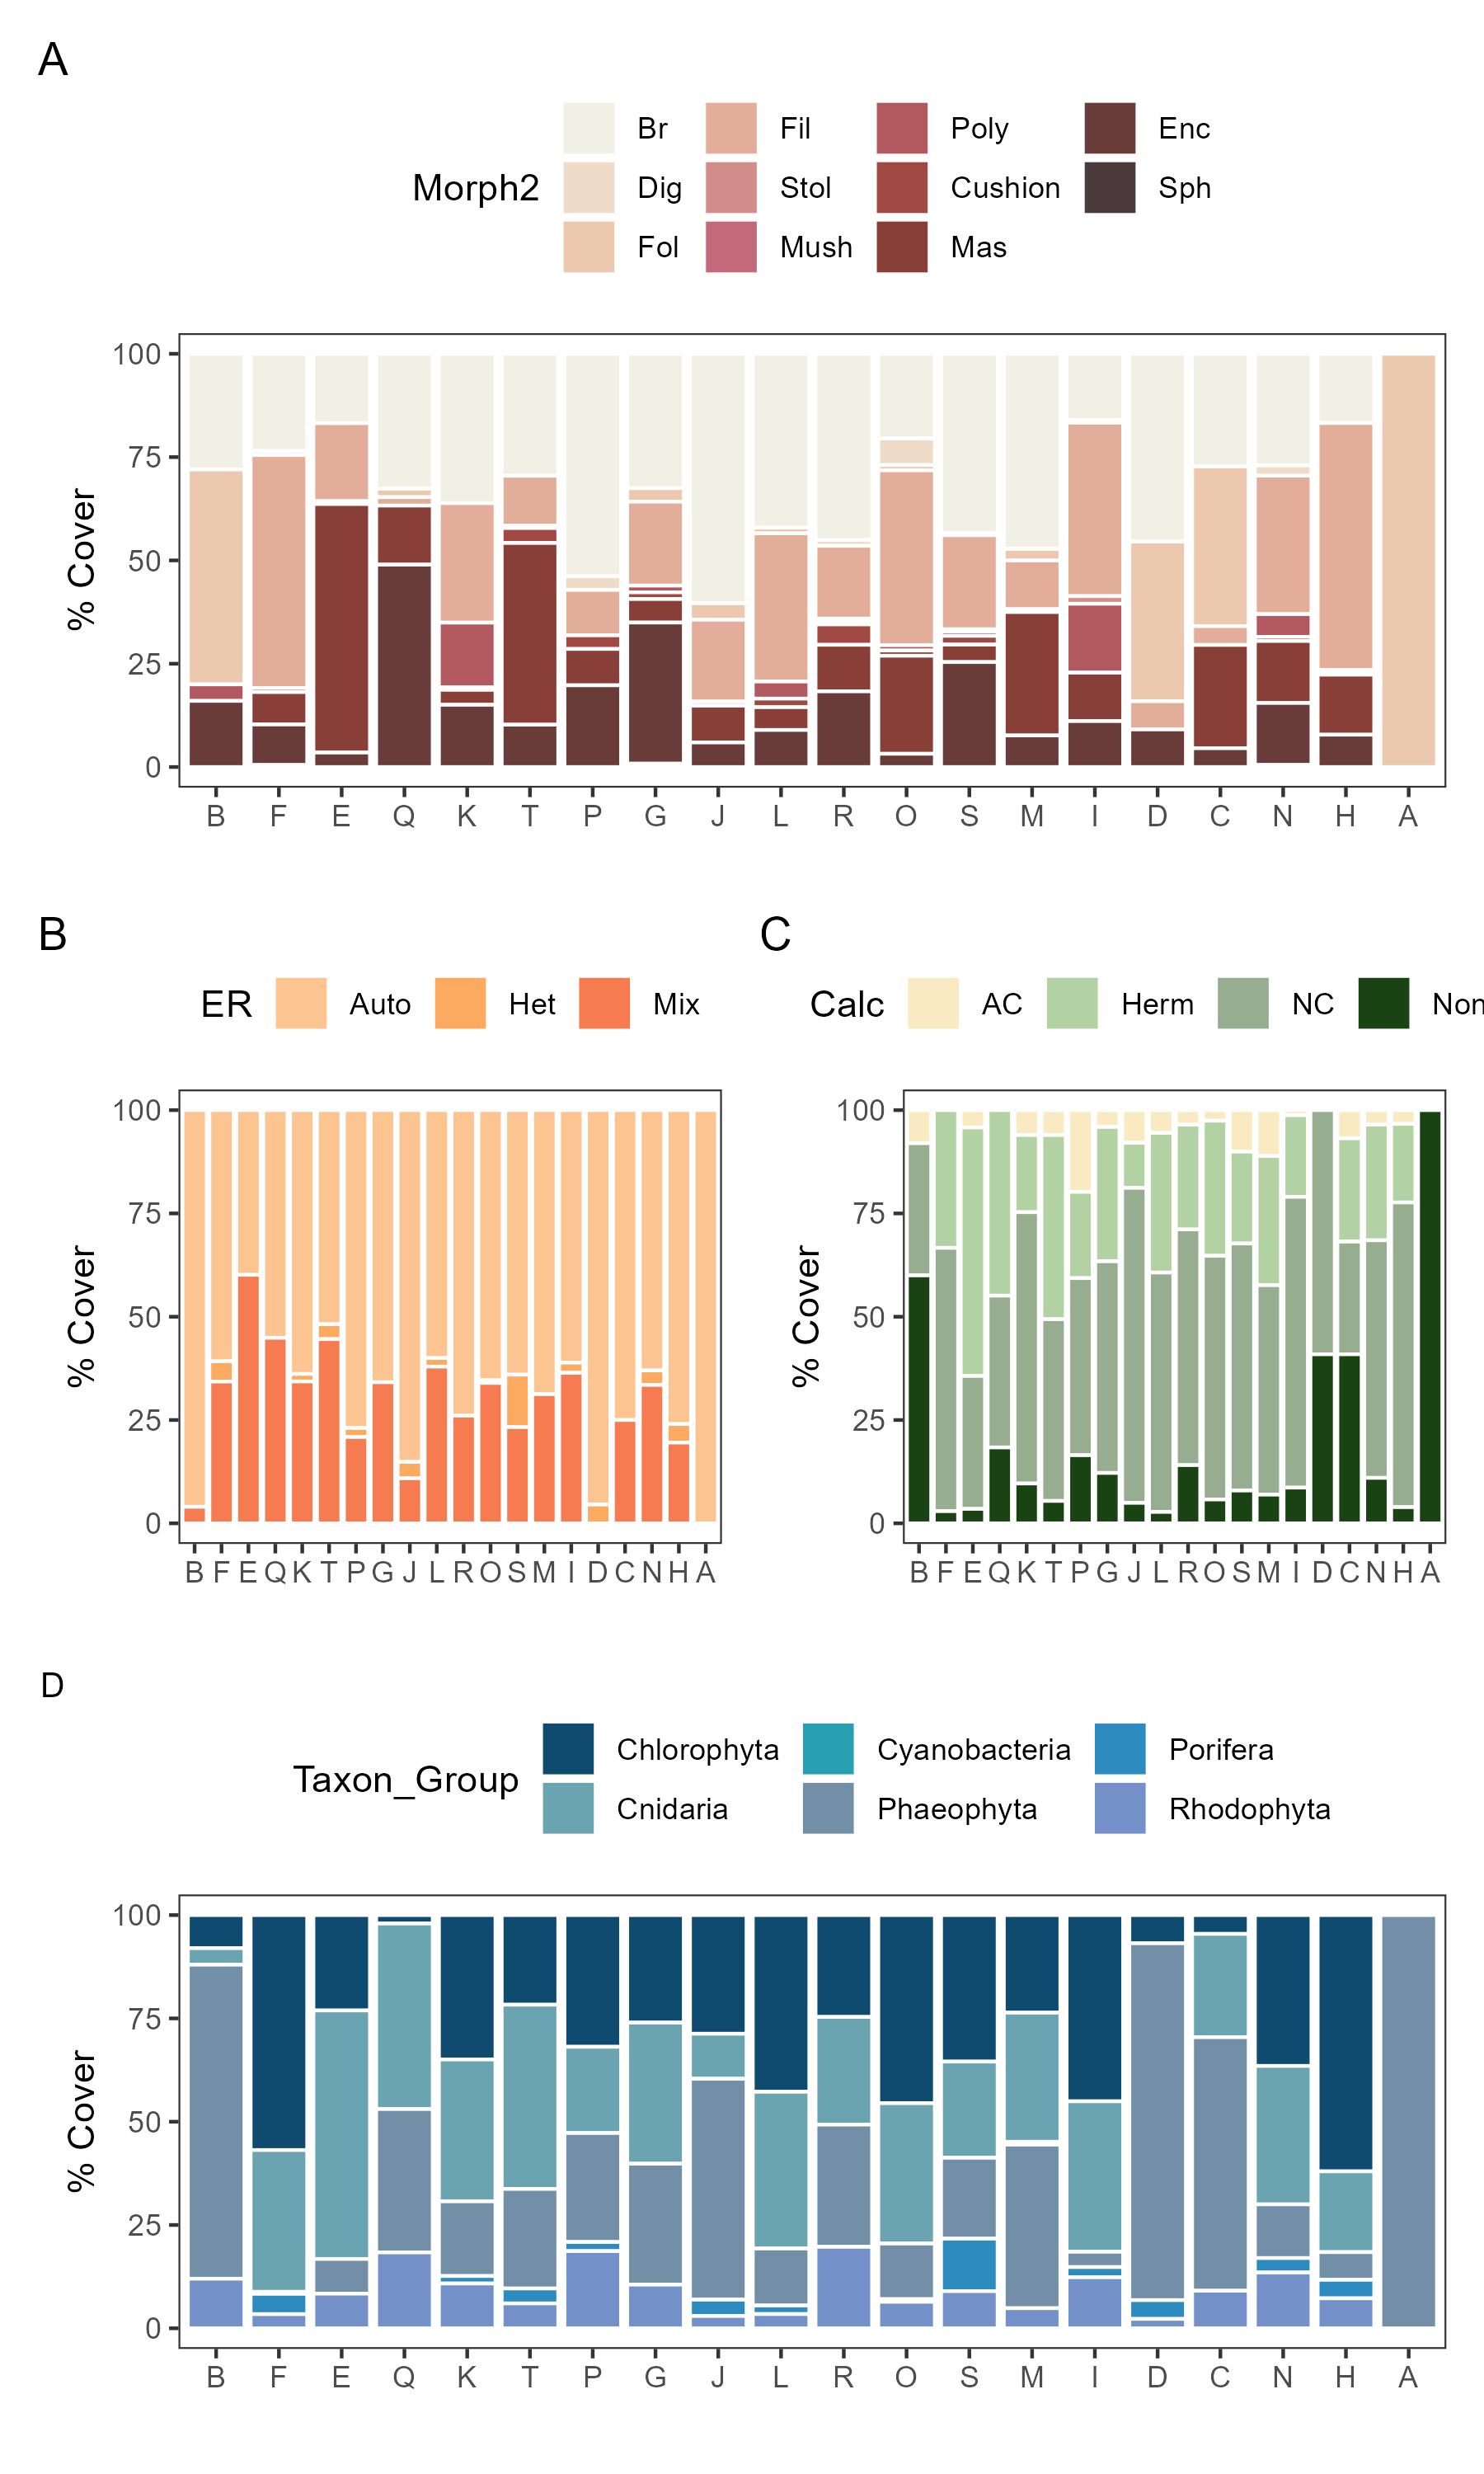 A
Br Fil Poly Enc
Morph2 Dig Stol Cushion Sph
Fol Mush Mas
100
75
50
25
0
% Cover
B F E Q K T P G J L R O S M I D C N H A
B C
ER Auto Het Mix Calc AC Herm NC Non
100 100
75 75
50 50
25 25
0 0
% Cover % Cover
B F E Q K T P G J L R O S M I D C N H A B F E Q K T P G J L R O S M I D C N H A
D
Chlorophyta Cyanobacteria Porifera
Taxon_Group
Cnidaria Phaeophyta Rhodophyta
100
75
50
25
0
% Cover
B F E Q K T P G J L R O S M I D C N H A